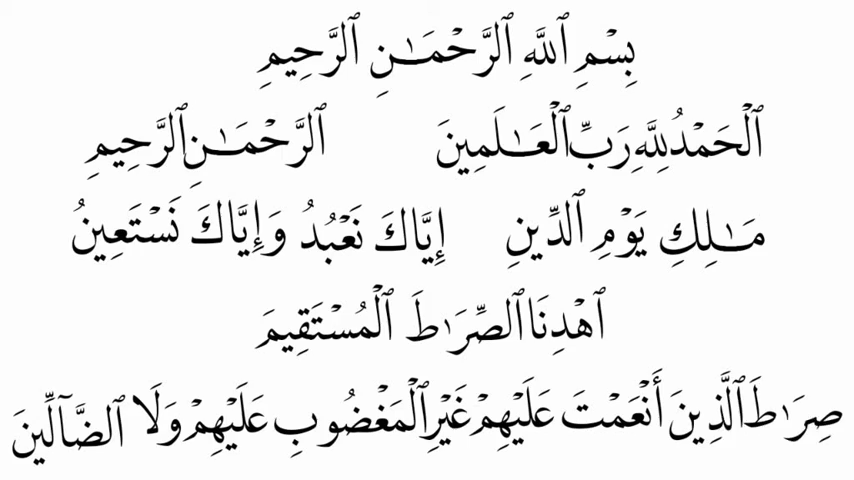 بِسْمِ ٱللَّهِ ٱلرَّحْمَـٰنِ ٱلرَّحِيمِ
ٱلْحَمْدُ لِلَّهِ رَبِّ ٱلْعَـٰلَمِينَ ٱلرَّحْمَـٰنِ ٱلرَّحِيمِ
مَـٰلِكِ يَوْمِ ٱلدِّينِ إِيَّاكَ نَعْبُدُ وَإِيَّاكَ نَسْتَعِينُ
ٱهْدِنَا ٱلصِّرَٰطَ ٱلْمُسْتَقِيمَ
صِرَٰطَ ٱلَّذِينَ أَنْعَمْتَ عَلَيْهِمْ غَيْرِ ٱلْمَغْضُوبِ عَلَيْهِمْ وَلَا ٱلضَّآلِّينَ